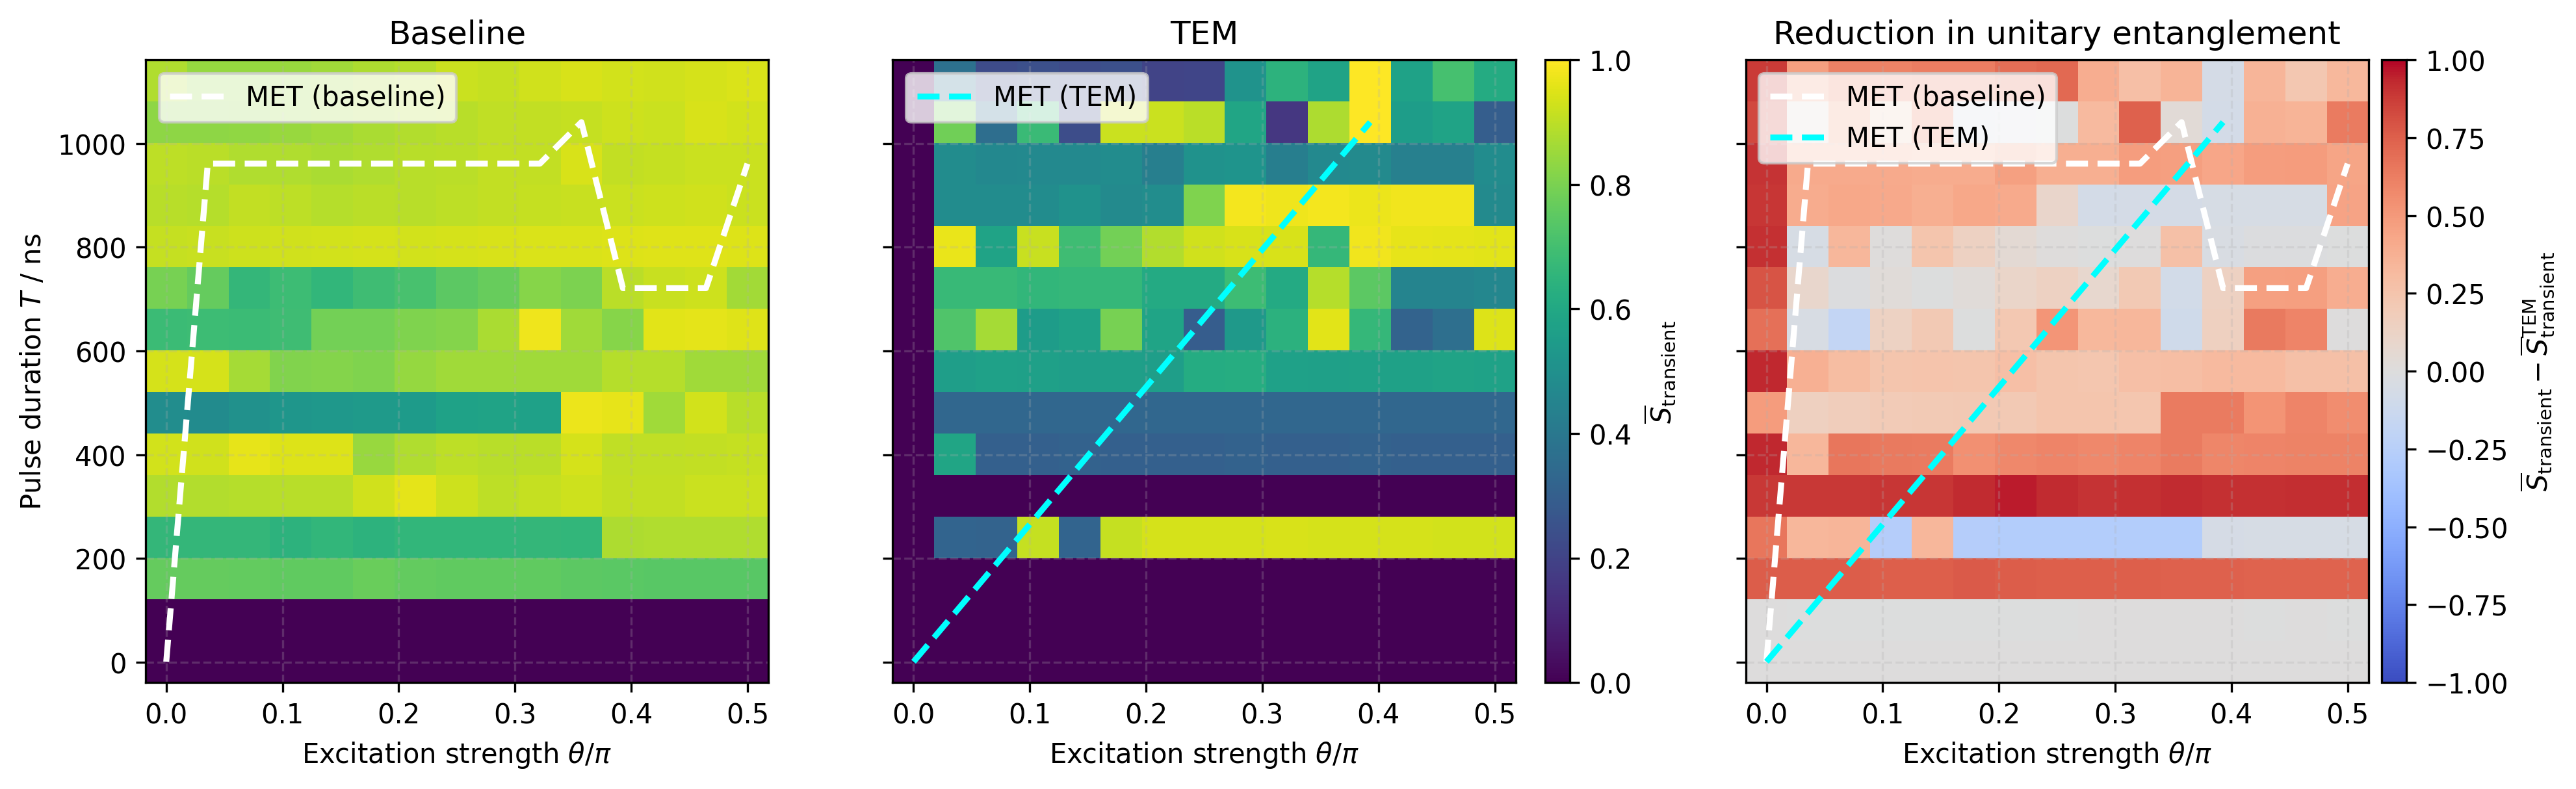 Baseline
MET (baseline)
Pulse duration T / ns
1000
800
600
400
200
0
0.0 0.1 0.2 0.3 0.4 0.5
Excitation strength θ/π
TEM
MET (TEM)
0.0 0.1 0.2 0.3 0.4 0.5
Excitation strength θ/π
1.0
0.8
0.6
0.4
0.2
0.0
S̅transient
Reduction in unitary entanglement
MET (baseline)
MET (TEM)
0.0 0.1 0.2 0.3 0.4 0.5
Excitation strength θ/π
1.00
0.75
0.50
0.25
0.00
−0.25
−0.50
−0.75
−1.00
S̅transient − S̅TEMtransient